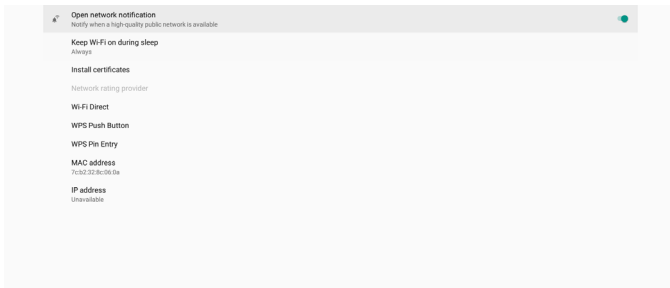 Open network notification
Notify when a high-quality public network is available
Keep Wi-Fi on during sleep
Always
Install certificates
Network rating provider
Wi-Fi Direct
WPS Push Button
WPS Pin Entry
MAC address
7c:b2:32:8c:06:0a
IP address
Unavailable